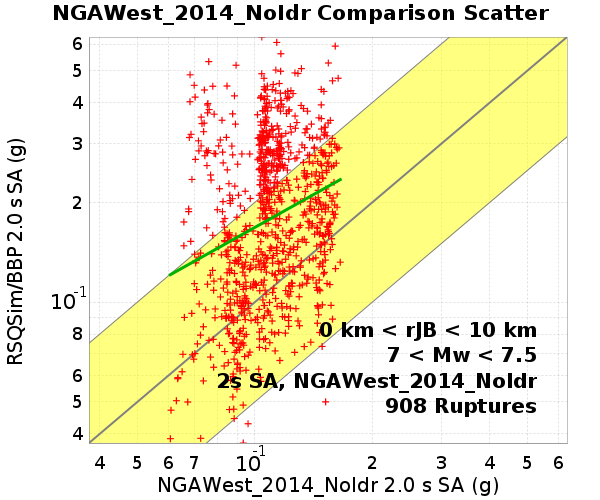 NGAWest_2014_NoIdr Comparison Scatter
RSQSim/BBP 2.0 s SA (g)
6
5
4
3
2
10-1
8
7
6
5
4
0 km < rJB < 10 km
7 < Mw < 7.5
2s SA, NGAWest_2014_NoIdr
908 Ruptures
4 5 6 7 10-1 2 3 4 5 6
NGAWest_2014_NoIdr 2.0 s SA (g)